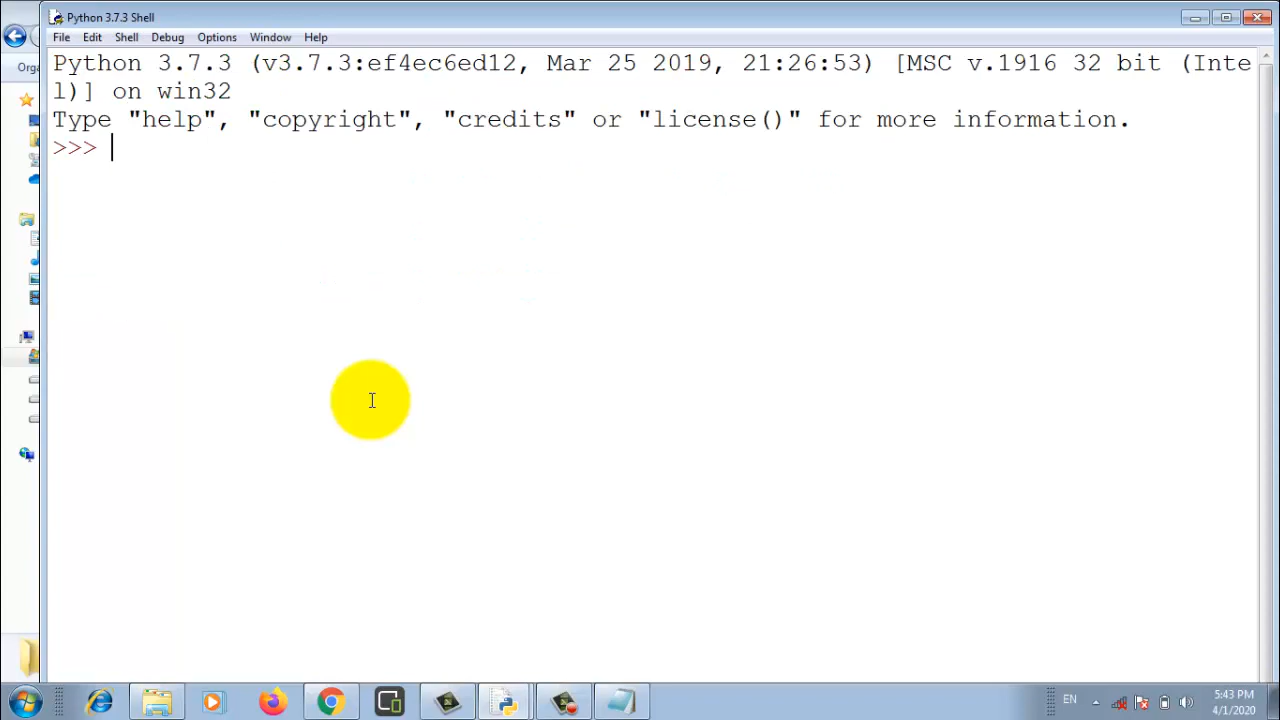 Python 3.7.3 Shell
File Edit Shell Debug Options Window Help
Orga
Python 3.7.3 (v3.7.3:ef4ec6ed12, Mar 25 2019, 21:26:53) [MSC v.1916 32 bit (Inte
l)] on win32
Type "help", "copyright", "credits" or "license()" for more information.
>>>
EN
5:43 PM
4/1/2020